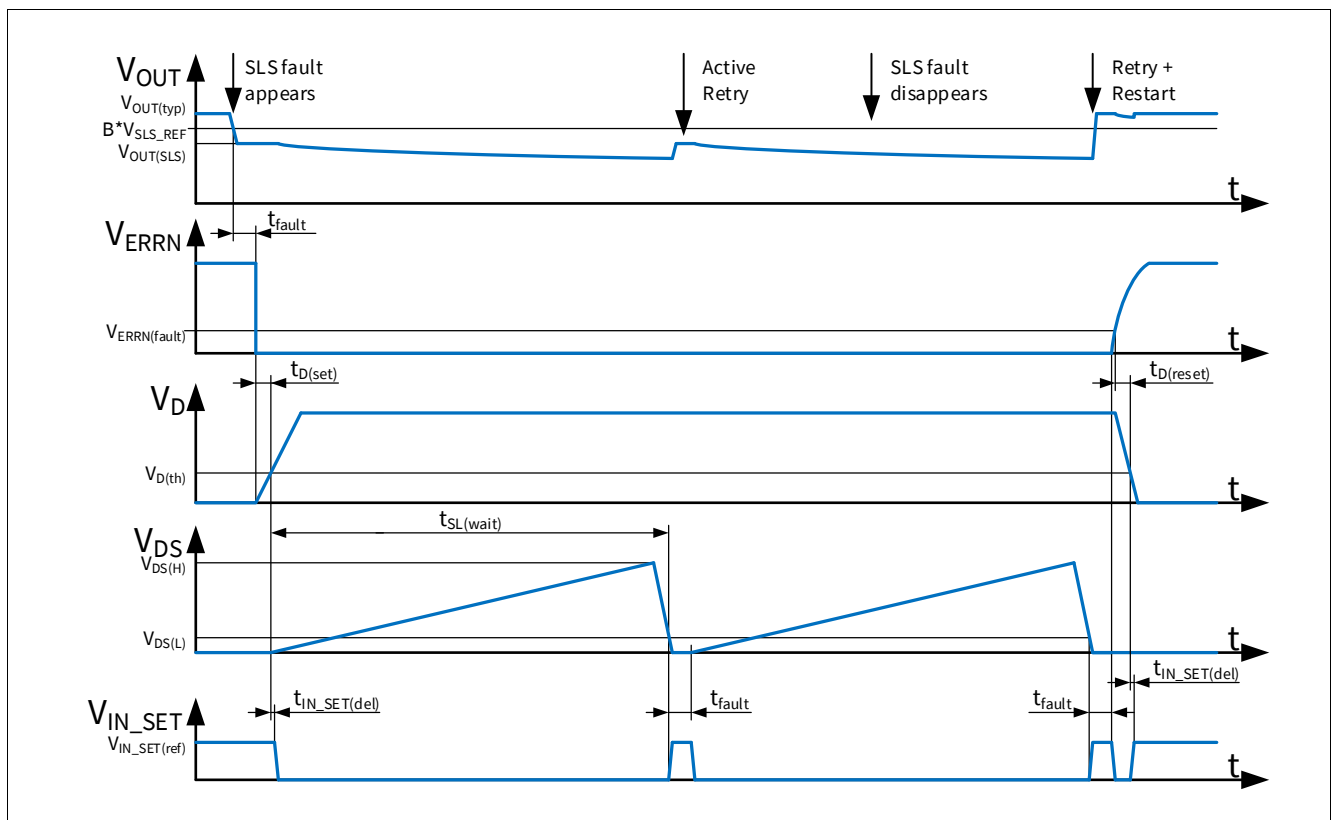 SLS fault
appears
Active
Retry
SLS fault
disappears
Retry +
Restart
VOUT
VOUT(typ)
B*VSLS_REF
VOUT(SLS)
t
tfault
VERRN
VERRN(fault)
t
tD(set)
tD(reset)
VD
VD(th)
t
tSL(wait)
VDS
VDS(H)
VDS(L)
t
tIN_SET(del)
tIN_SET(del)
tfault
tfault
VIN_SET
VIN_SET(ref)
t